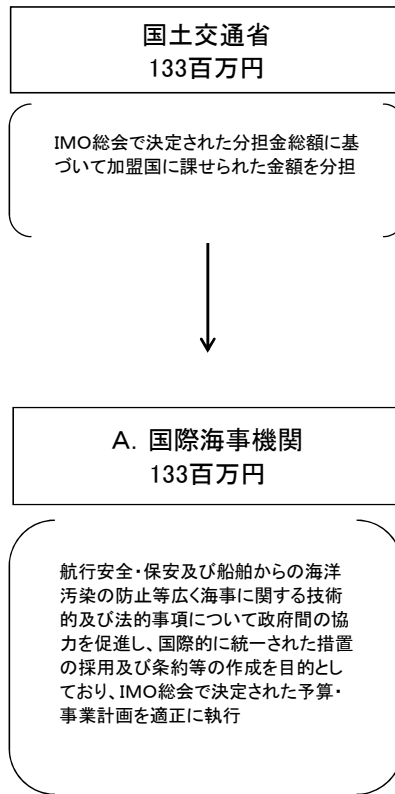 国土交通省
133百万円
IMO総会で決定された分担金総額に基
づいて加盟国に課せられた金額を分担
A. 国際海事機関
133百万円
航行安全・保安及び船舶からの海洋
汚染の防止等広く海事に関する技術
的及び法的事項について政府間の協
力を促進し、国際的に統一された措置
の採用及び条約等の作成を目的とし
ており、IMO総会で決定された予算・
事業計画を適正に執行